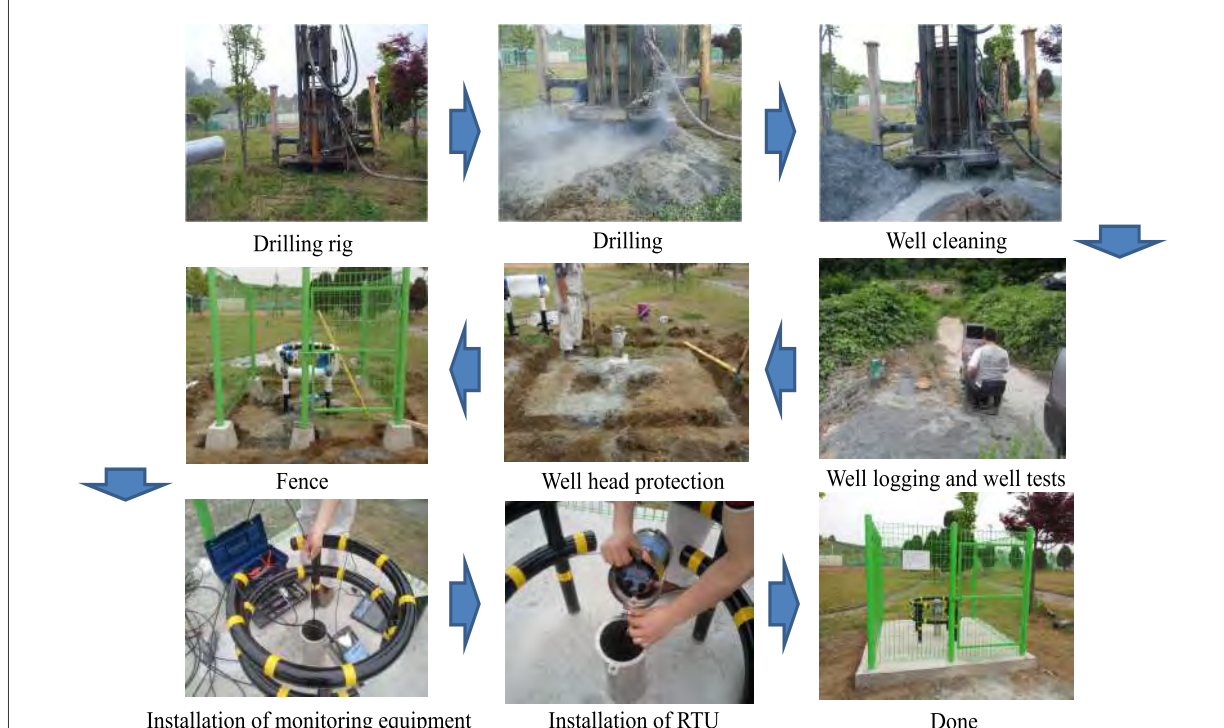 Drilling rig
Drilling
Well cleaning
Fence
Well head protection
Well logging and well tests
Installation of monitoring equipment
Installation of RTU
Done